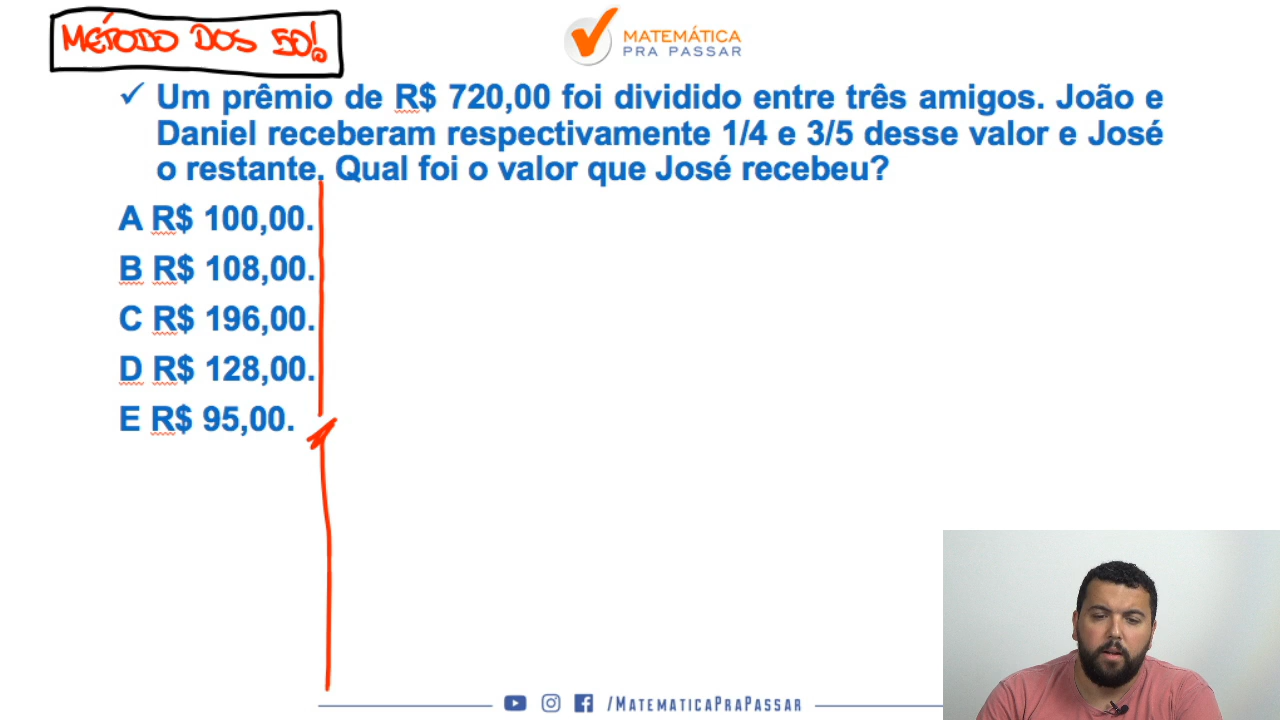 MÉTODO DOS 50!
MATEMÁTICA
PRA PASSAR
✓ Um prêmio de R$ 720,00 foi dividido entre três amigos. João e
Daniel receberam respectivamente 1/4 e 3/5 desse valor e José
o restante. Qual foi o valor que José recebeu?
A R$ 100,00.
B R$ 108,00.
C R$ 196,00.
D R$ 128,00.
E R$ 95,00.
/MATEMATICAPRAPASSAR